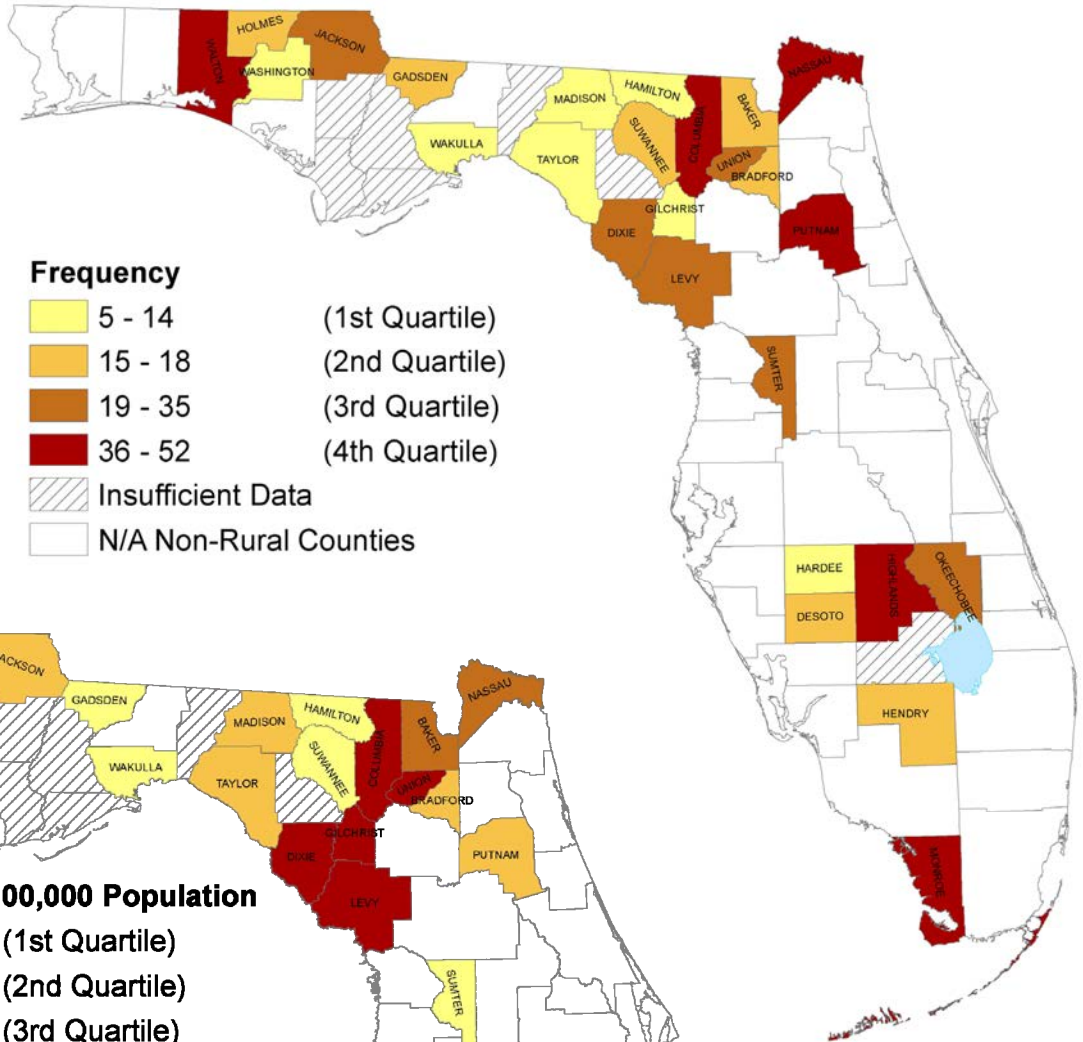 HOLMES
JACKSON
WALTON
WASHINGTON
GADSDEN
WAKULLA
MADISON
HAMILTON
TAYLOR
SUWANNEE
COLUMBIA
BAKER
NASSAU
UNION
BRADFORD
GILCHRIST
DIXIE
LEVY
PUTNAM
SUMTER
HARDEE
HIGHLANDS
OKEECHOBEE
DESOTO
HENDRY
MONROE
Frequency
5 - 14 (1st Quartile)
15 - 18 (2nd Quartile)
19 - 35 (3rd Quartile)
36 - 52 (4th Quartile)
Insufficient Data
N/A Non-Rural Counties
ACKSON
GADSDEN
WAKULLA
MADISON
HAMILTON
TAYLOR
SUWANNEE
COLUMBIA
BAKER
NASSAU
UNION
BRADFORD
GILCHRIST
DIXIE
LEVY
PUTNAM
SUMTER
00,000 Population
(1st Quartile)
(2nd Quartile)
(3rd Quartile)